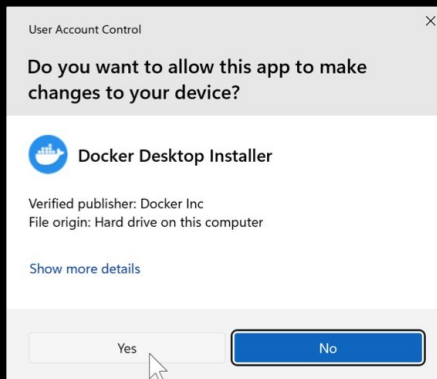 User Account Control
Do you want to allow this app to make
changes to your device?
Docker Desktop Installer
Verified publisher: Docker Inc
File origin: Hard drive on this computer
Show more details
Yes
No